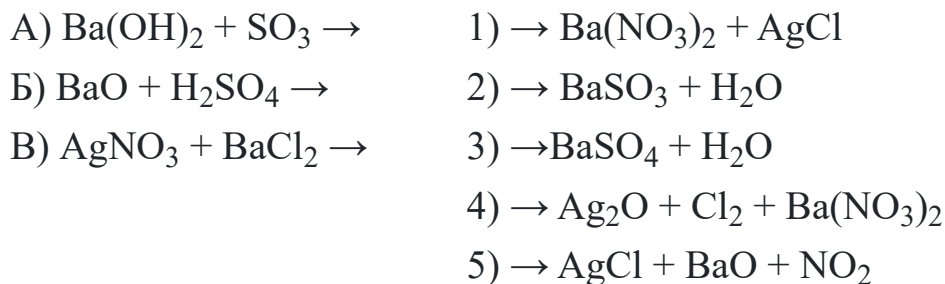 А) Ba(OH)₂ + SO₃ → 1) → Ba(NO₃)₂ + AgCl
Б) BaO + H₂SO₄ → 2) → BaSO₃ + H₂O
В) AgNO₃ + BaCl₂ → 3) →BaSO₄ + H₂O
4) → Ag₂O + Cl₂ + Ba(NO₃)₂
5) → AgCl + BaO + NO₂